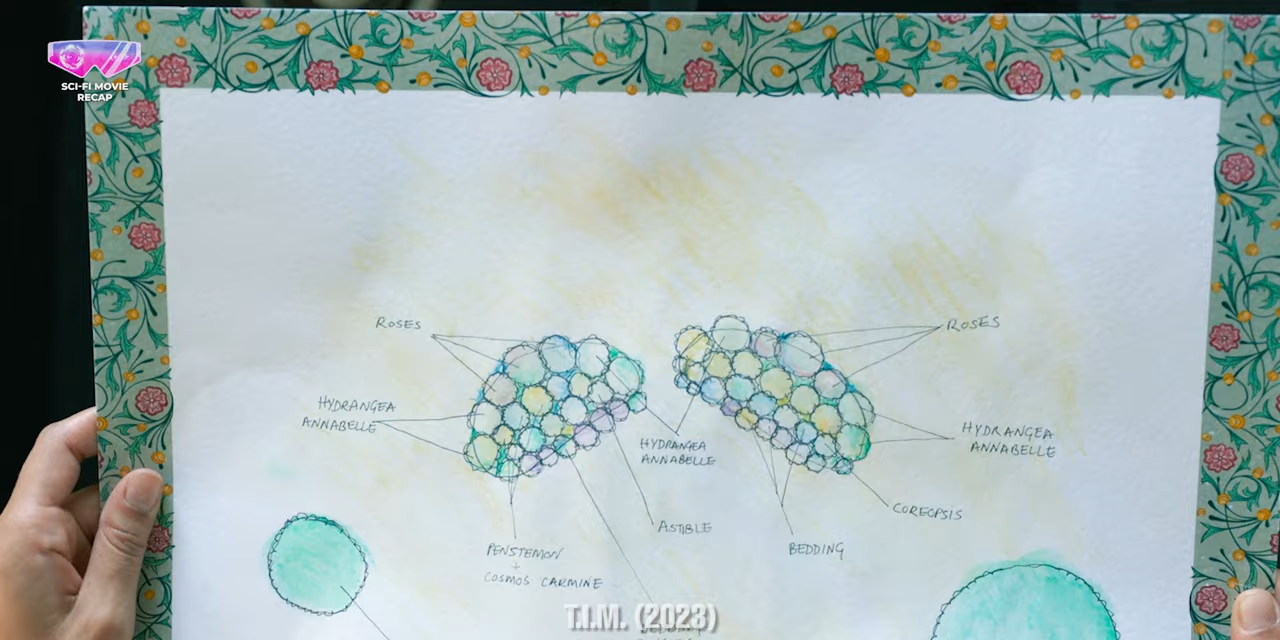 SCI-FI MOVIE
RECAP
ROSES
ROSES
HYDRANGEA
ANNABELLE
HYDRANGEA
ANNABELLE
HYDRANGEA
ANNABELLE
COREOPSIS
ASTIBLE
BEDDING
PENSTEMON
+
COSMOS CARMINE
T.I.M. (2023)